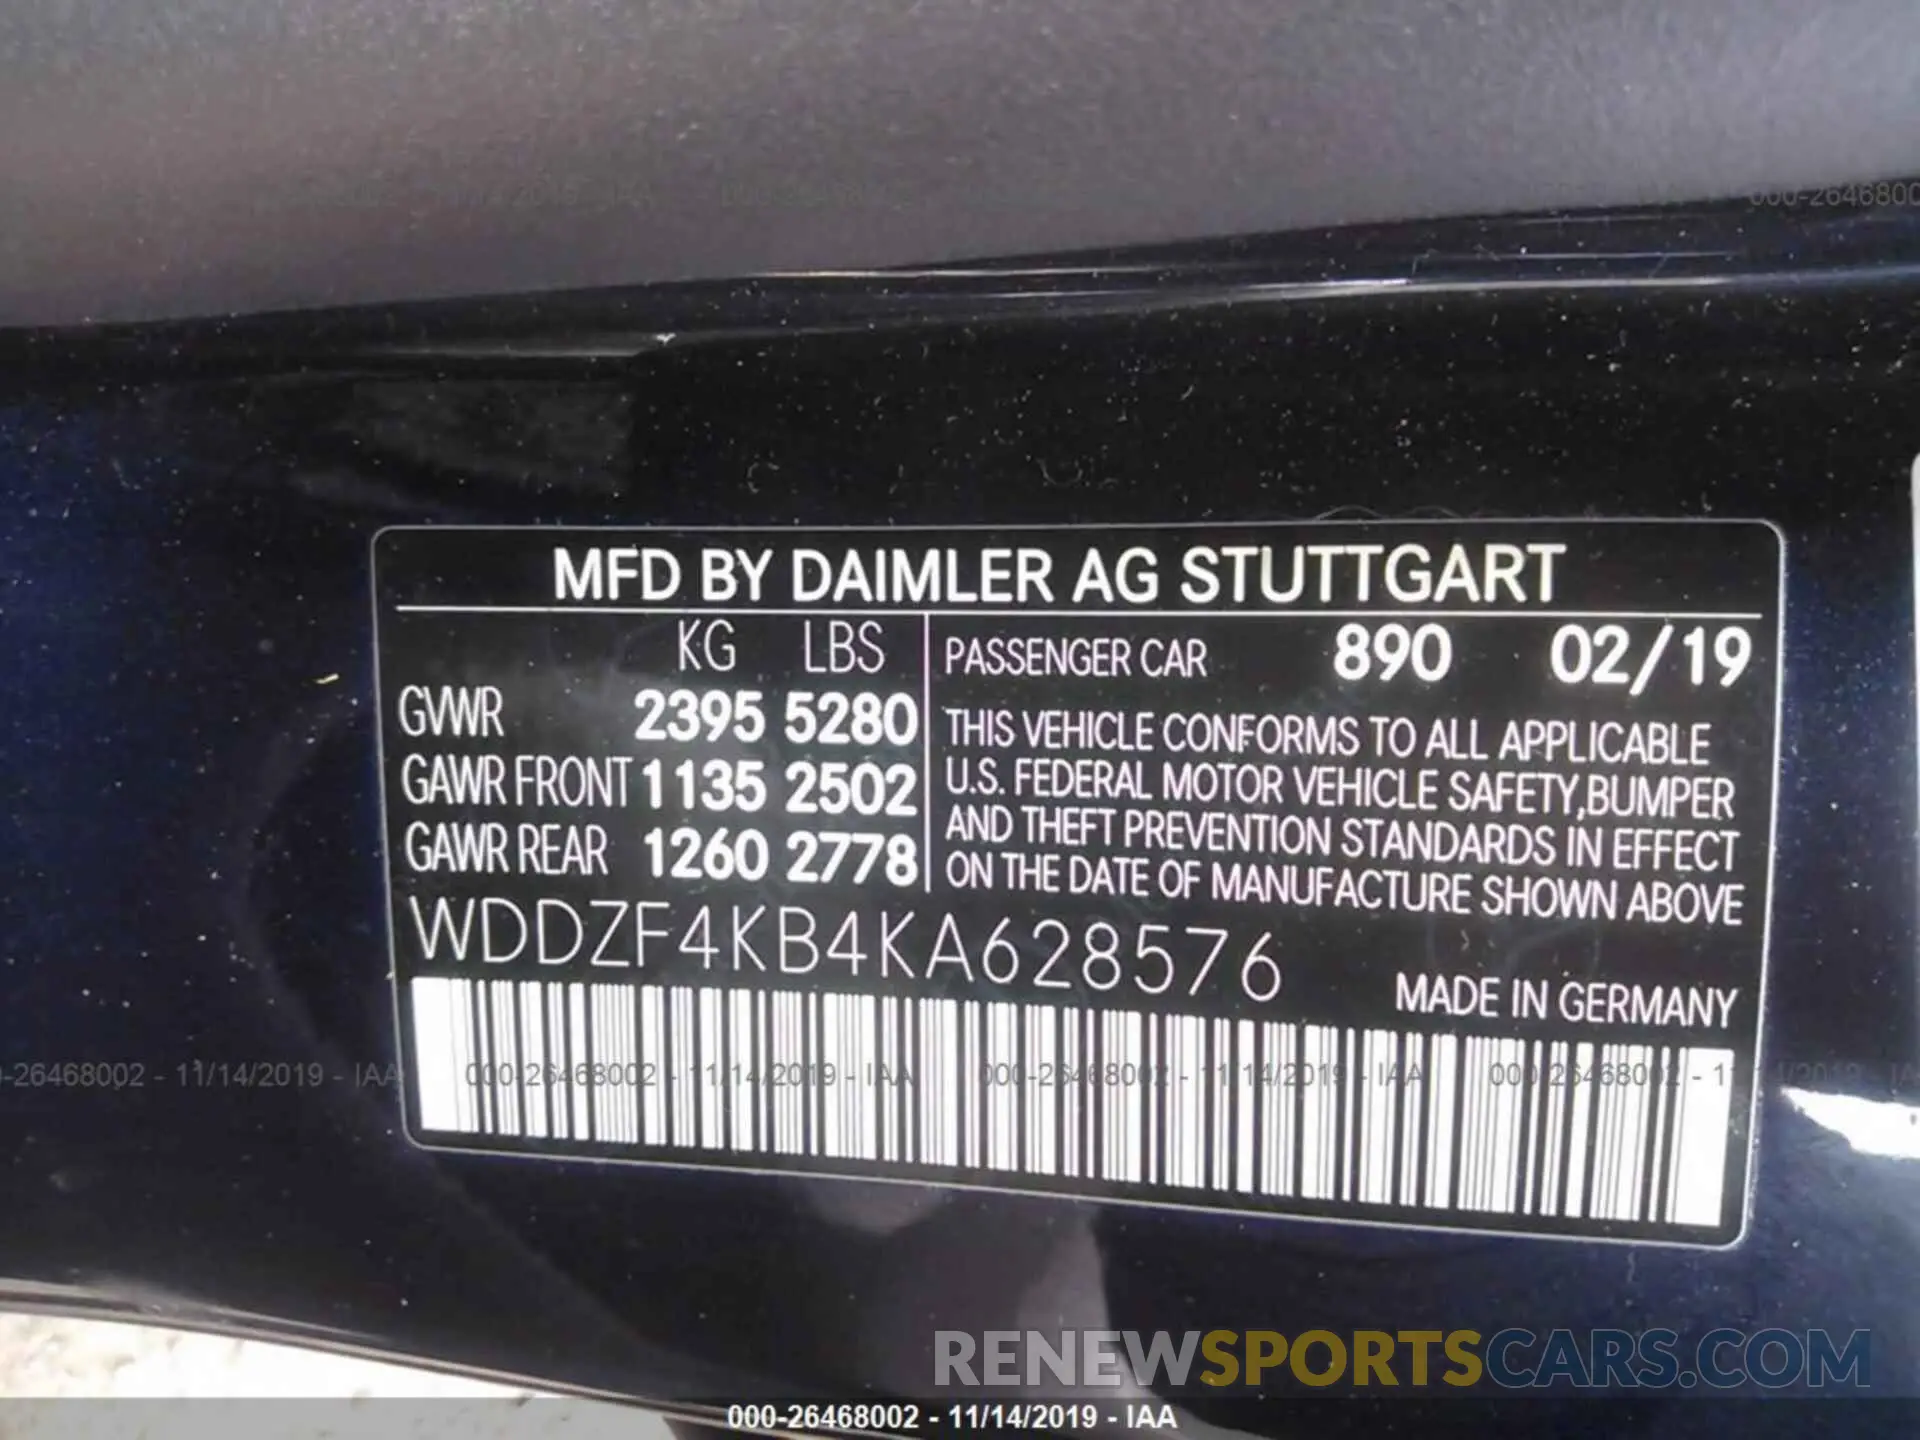 MFD BY DAIMLER AG STUTTGART
KG LBS
GVWR 2395 5280
GAWR FRONT 1135 2502
GAWR REAR 1260 2778
PASSENGER CAR 890 02/19
THIS VEHICLE CONFORMS TO ALL APPLICABLE
U.S. FEDERAL MOTOR VEHICLE SAFETY,BUMPER
AND THEFT PREVENTION STANDARDS IN EFFECT
ON THE DATE OF MANUFACTURE SHOWN ABOVE
WDDZF4KB4KA628576
MADE IN GERMANY
000-26468002 - 11/14/2019 - IAA
RENEWSPORTSCARS.COM
000-26468002 - 11/14/2019 - IAA